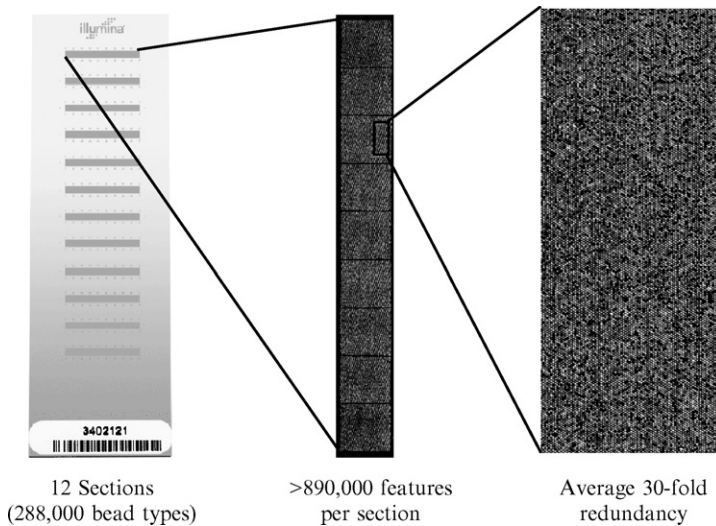 illumina
3402121
12 Sections
(288,000 bead types)
>890,000 features
per section
Average 30-fold
redundancy